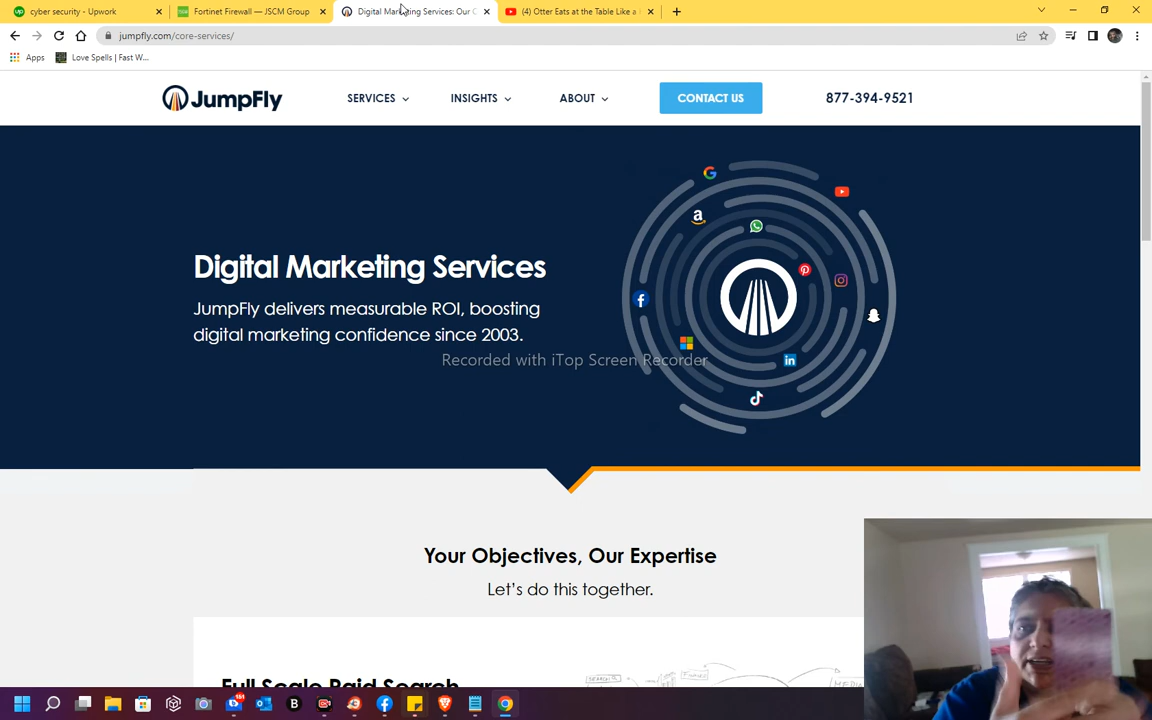 cyber security - Upwork
Fortinet Firewall — JSCM Group
Digital Marketing Services: Our
(4) Otter Eats at the Table Like a
jumpfly.com/core-services/
Apps
Love Spells | Fast W...
JumpFly
SERVICES
INSIGHTS
ABOUT
CONTACT US
877-394-9521
Digital Marketing Services
JumpFly delivers measurable ROI, boosting
digital marketing confidence since 2003.
Recorded with iTop Screen Recorder
Your Objectives, Our Expertise
Let's do this together.
Full Scale Paid Search